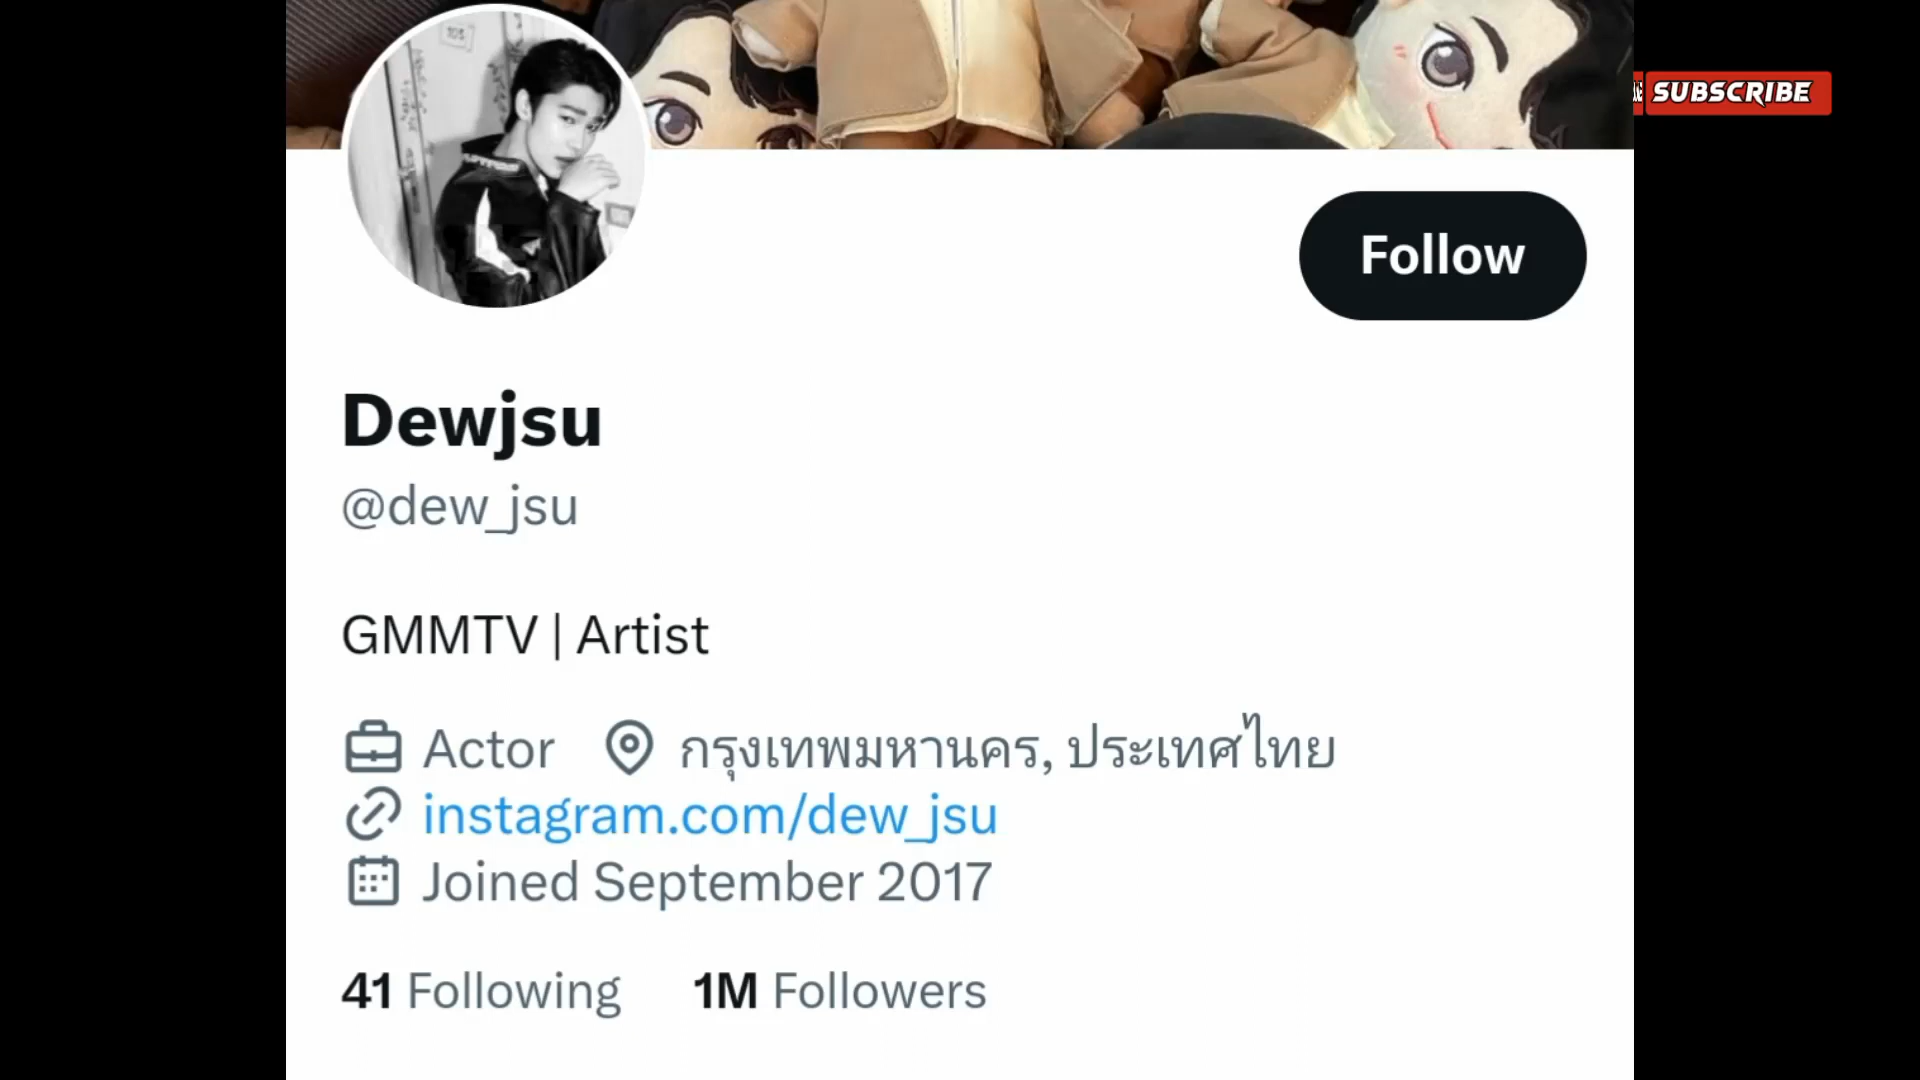 SUBSCRIBE
Follow
Dewjsu
@dew_jsu
GMMTV | Artist
Actor กรุงเทพมหานคร, ประเทศไทย
instagram.com/dew_jsu
Joined September 2017
41 Following 1M Followers